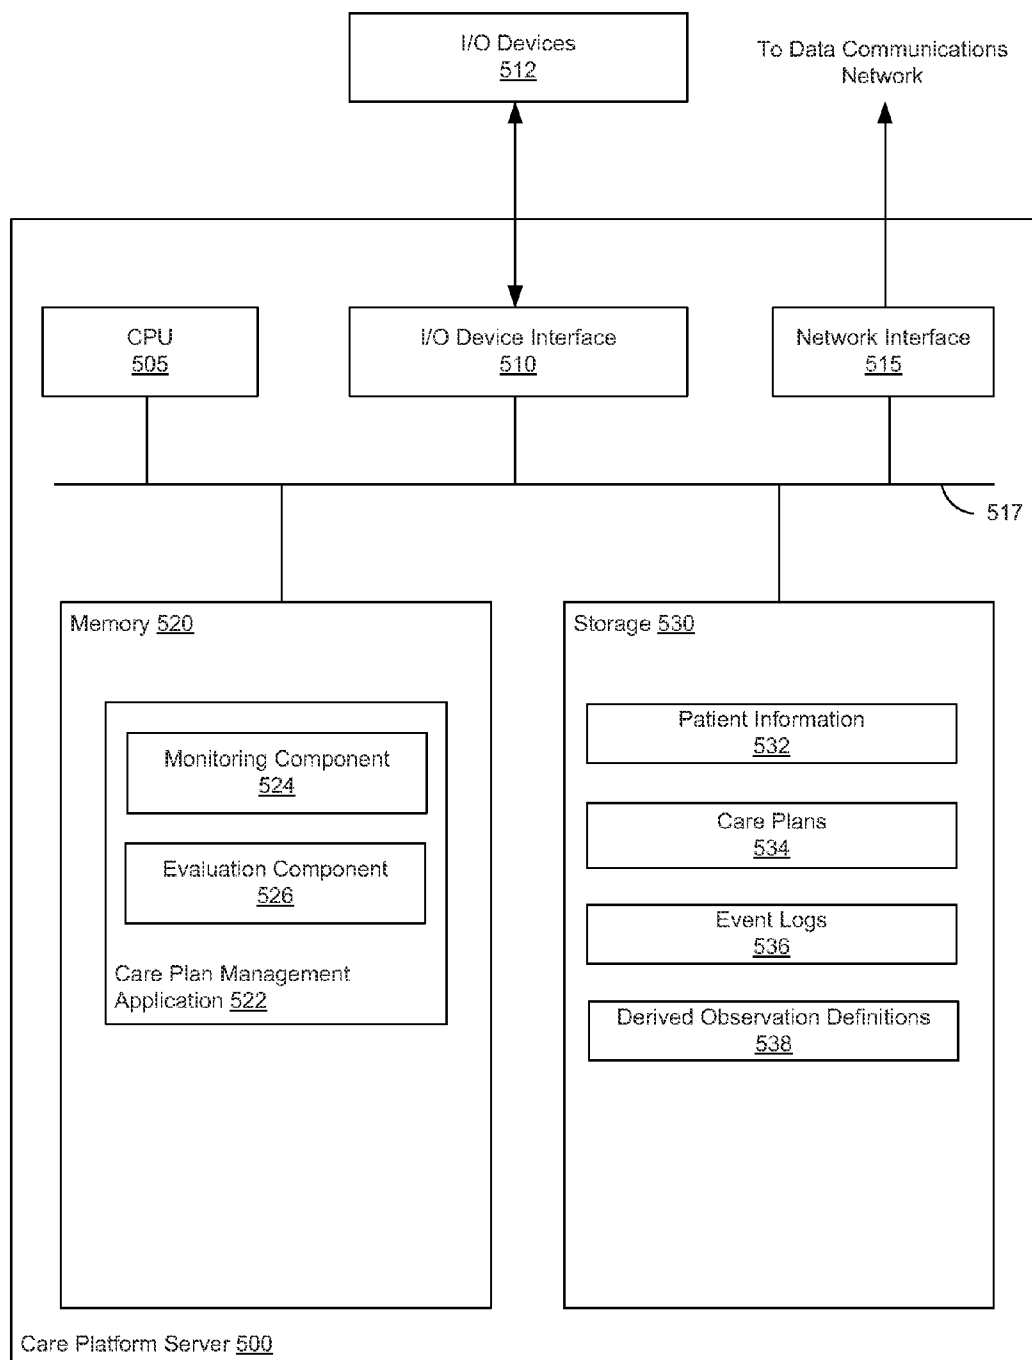 I/O Devices
512
To Data Communications
Network
CPU
505
I/O Device Interface
510
Network Interface
515
517
Memory 520
Storage 530
Monitoring Component
524
Evaluation Component
526
Care Plan Management
Application 522
Patient Information
532
Care Plans
534
Event Logs
536
Derived Observation Definitions
538
Care Platform Server 500